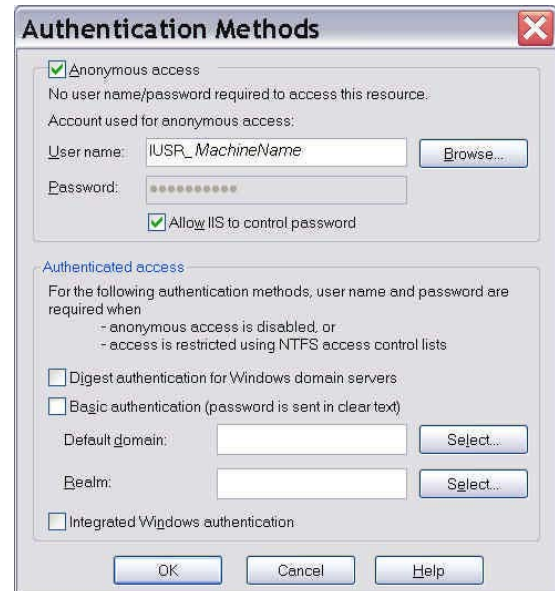 Authentication Methods
Anonymous access
No user name/password required to access this resource.
Account used for anonymous access:
User name: IUSR_MachineName Browse...
Password: ●●●●●●●●●●
Allow IIS to control password
Authenticated access
For the following authentication methods, user name and password are
required when
- anonymous access is disabled, or
- access is restricted using NTFS access control lists
Digest authentication for Windows domain servers
Basic authentication (password is sent in clear text)
Default domain: Select...
Realm: Select...
Integrated Windows authentication
OK Cancel Help